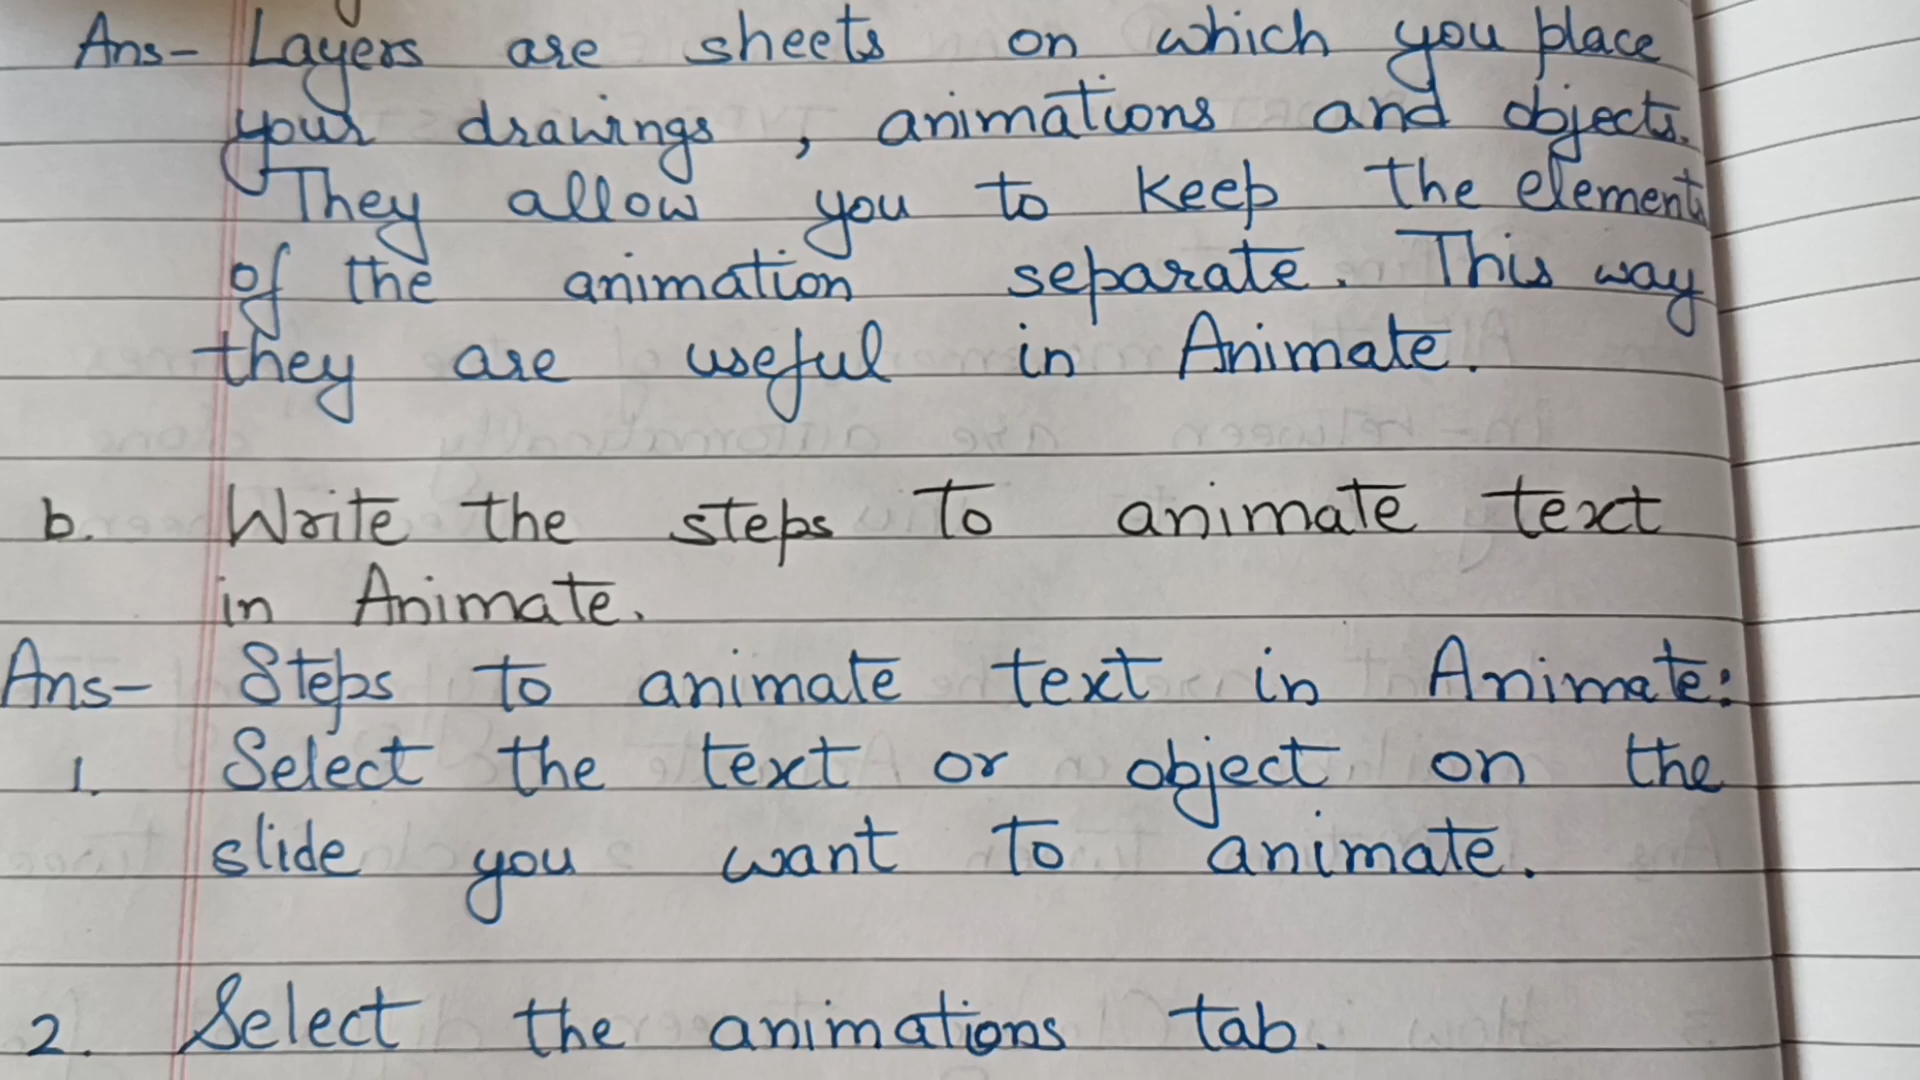 Ans- Layers are sheets on which you place
your drawings, animations and objects.
They allow you to keep the elements
of the animation separate. This way
they are useful in Animate.
b. Write the steps to animate text
in Animate.
Ans- Steps to animate text in Animate:
1. Select the text or object on the
slide you want to animate.
2. Select the animations tab.